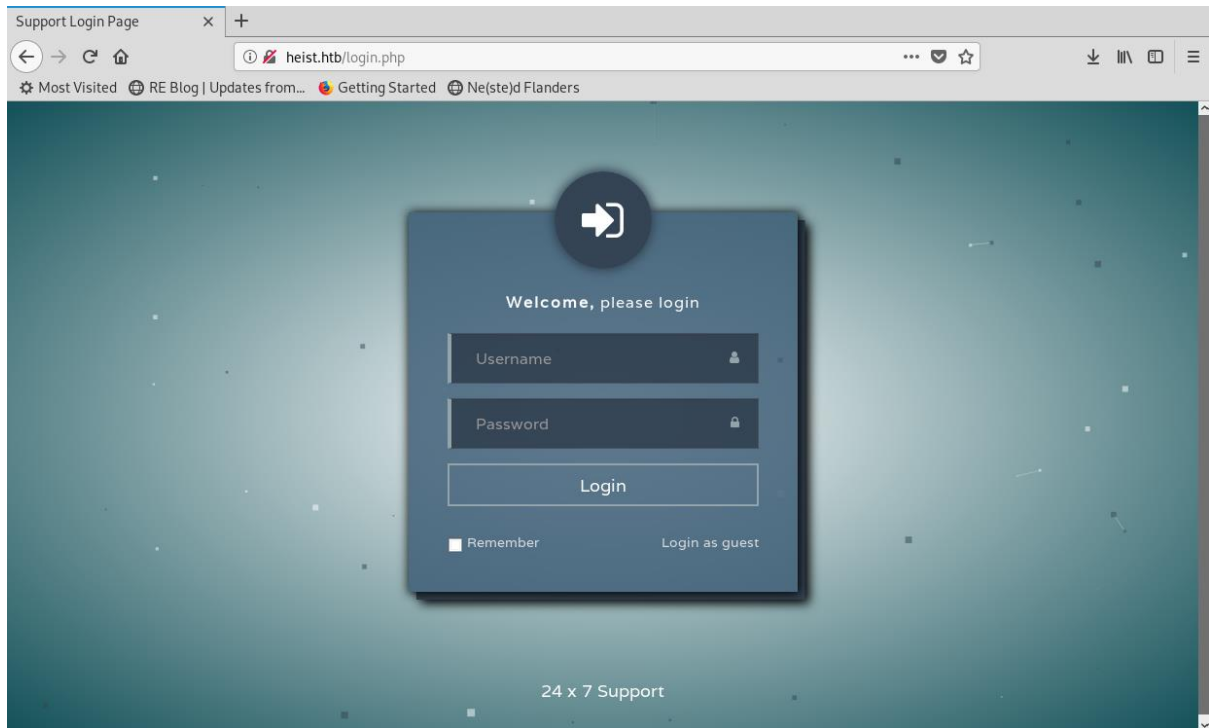 Support Login Page
heist.htb/login.php
Most Visited RE Blog | Updates from... Getting Started Ne(ste)d Flanders
Welcome, please login
Username
Password
Login
Remember Login as guest
24 x 7 Support